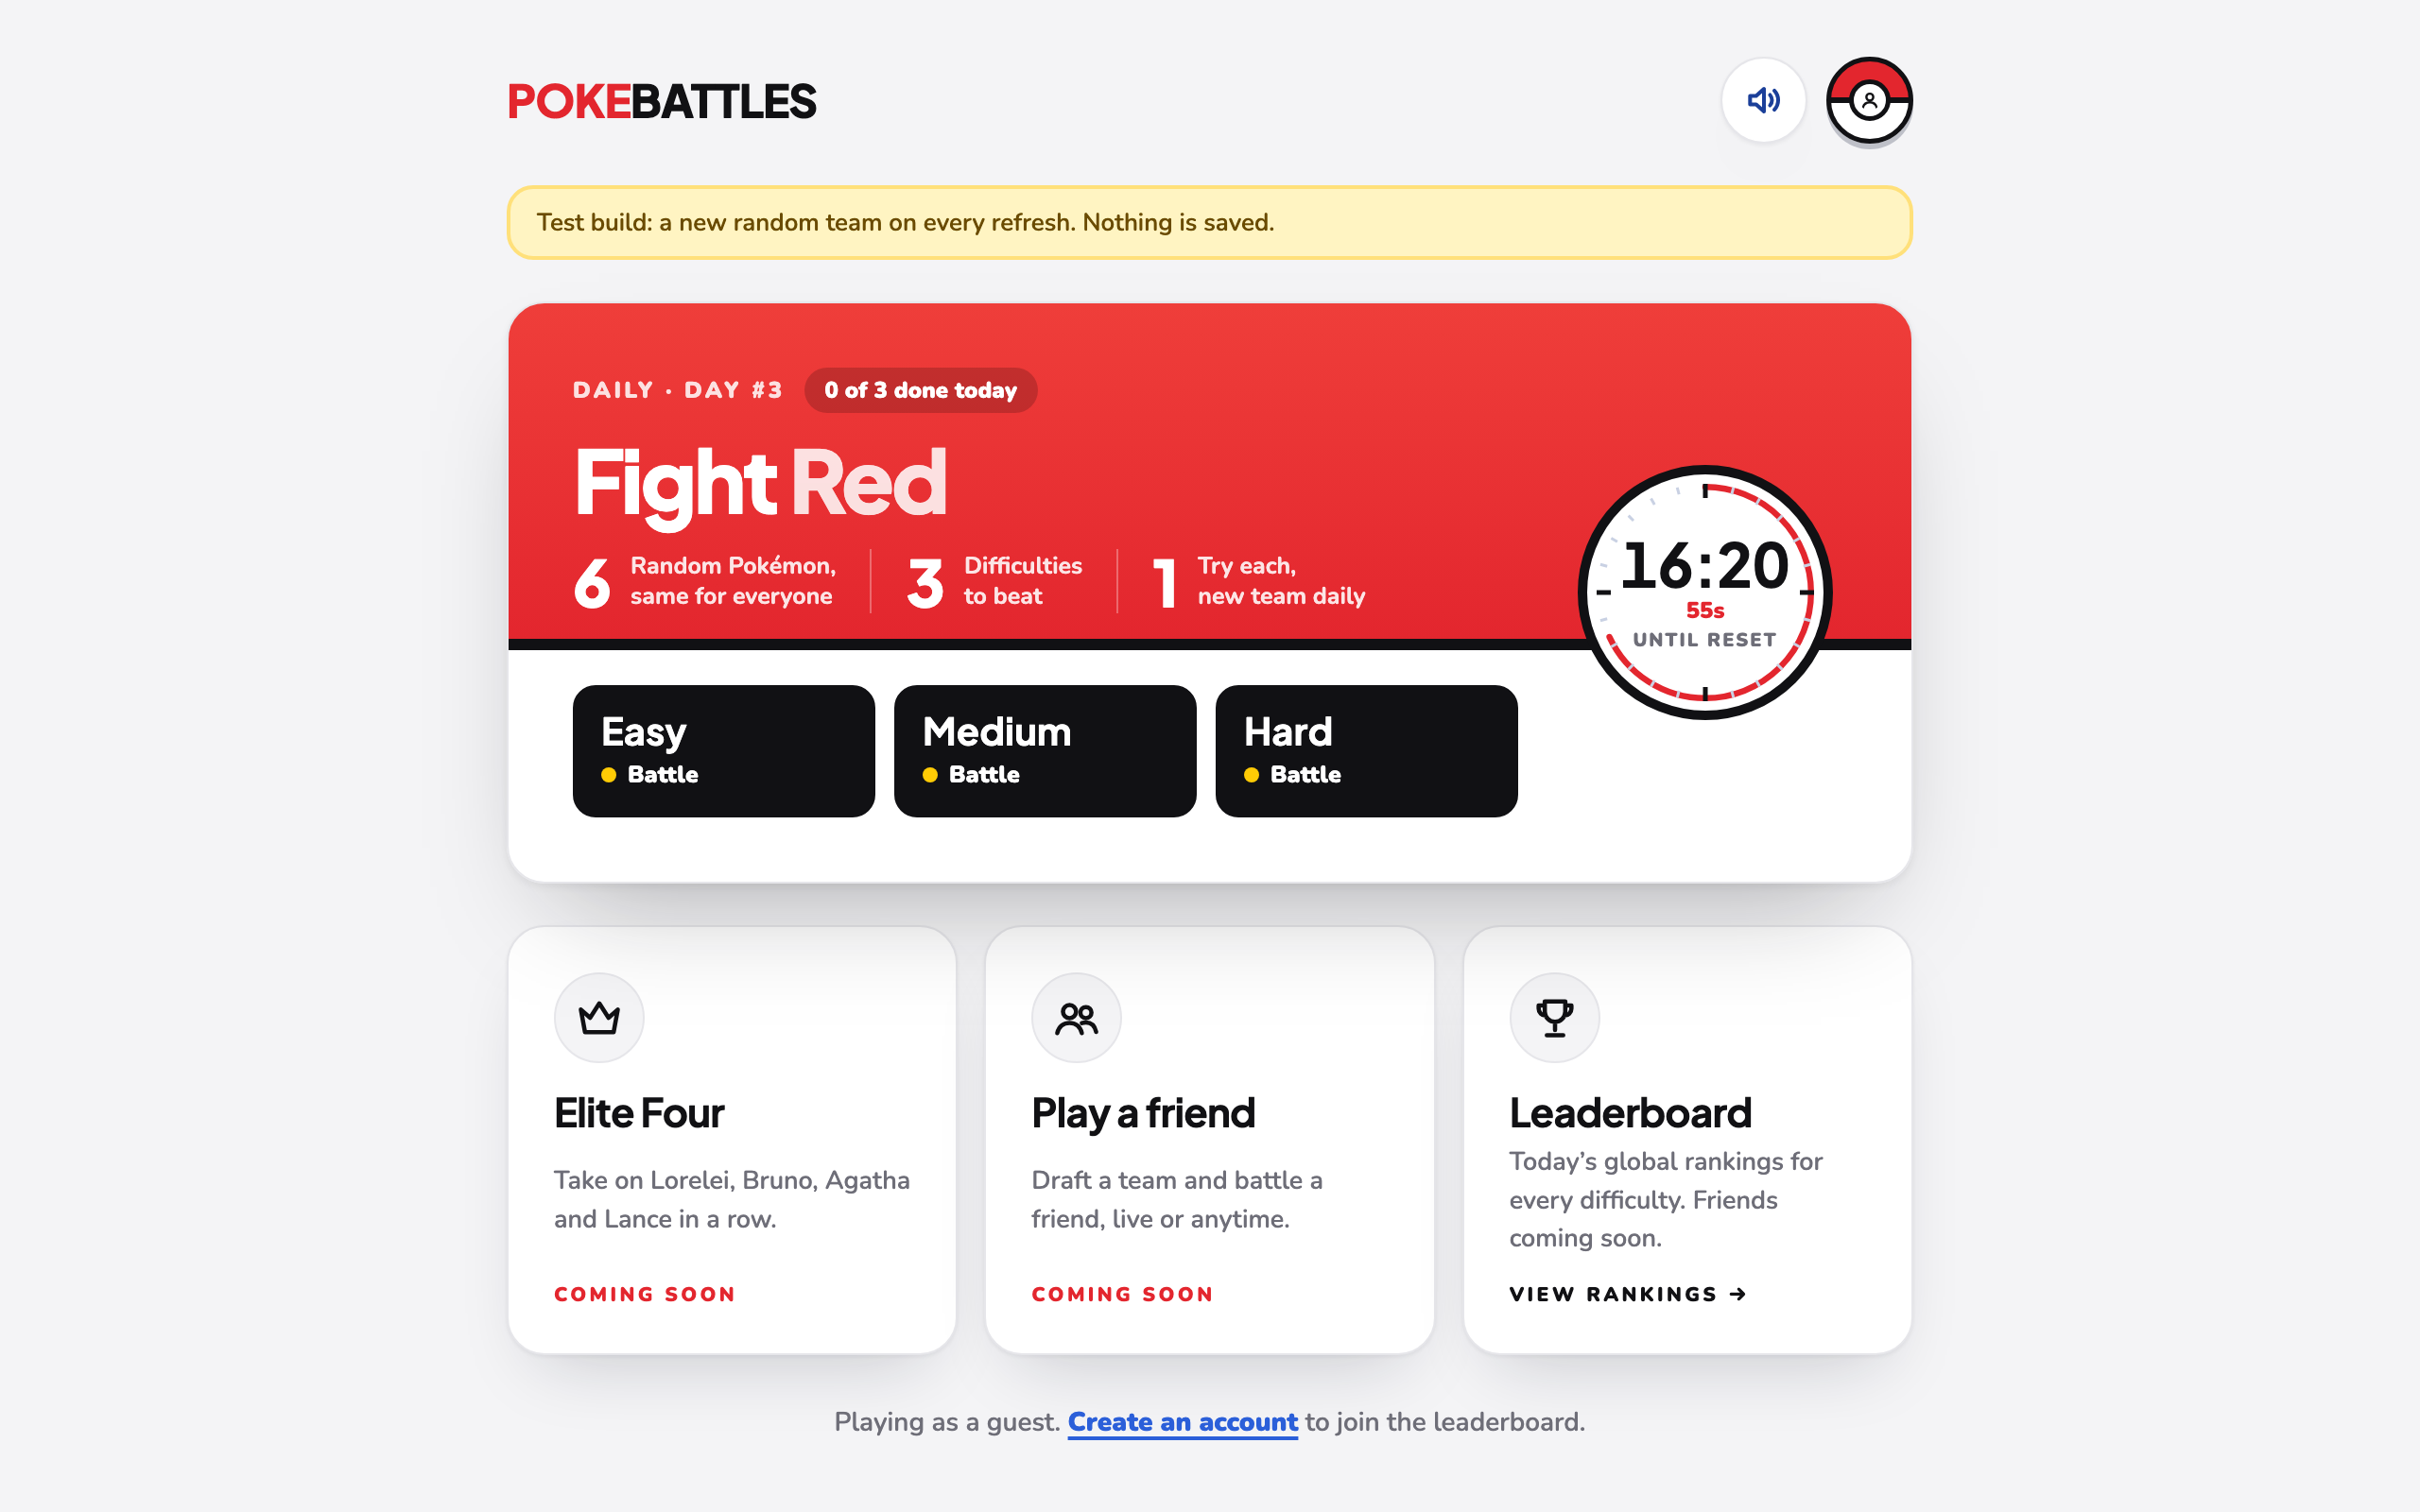 POKEBATTLES
Test build: a new random team on every refresh. Nothing is saved.
DAILY · DAY #3
0 of 3 done today
Fight Red
6 Random Pokémon,
same for everyone
3 Difficulties
to beat
1 Try each,
new team daily
16:20
55s
UNTIL RESET
Easy
Battle
Medium
Battle
Hard
Battle
Elite Four
Take on Lorelei, Bruno, Agatha
and Lance in a row.
COMING SOON
Play a friend
Draft a team and battle a
friend, live or anytime.
COMING SOON
Leaderboard
Today’s global rankings for
every difficulty. Friends
coming soon.
VIEW RANKINGS →
Playing as a guest. Create an account to join the leaderboard.